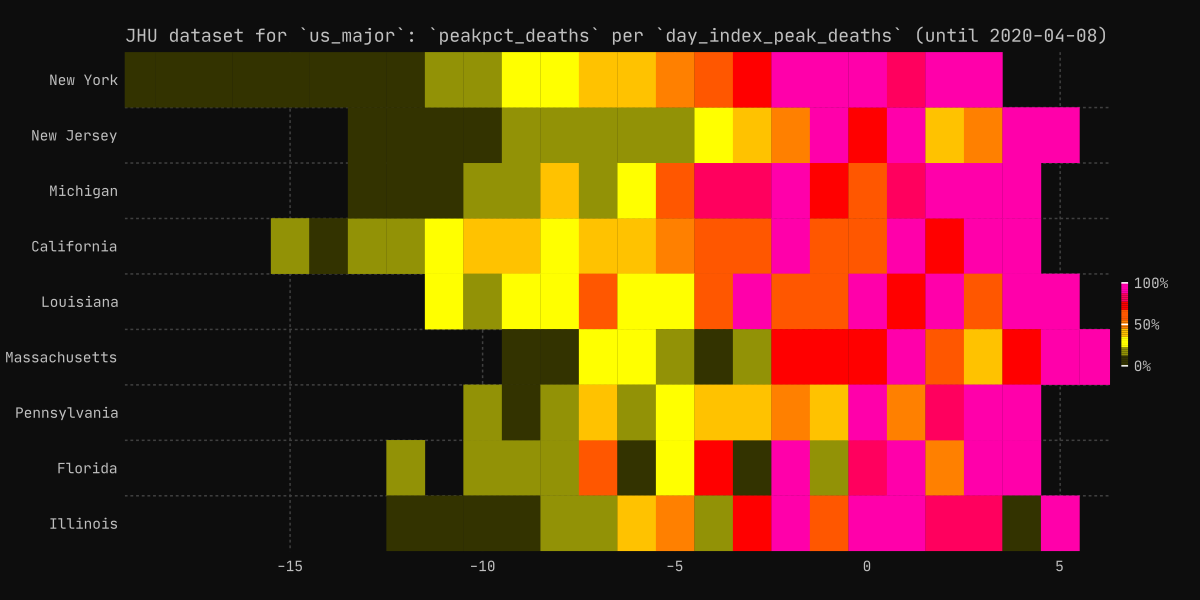 JHU dataset for `us_major`: `peakpct_deaths` per `day_index_peak_deaths` (until 2020-04-08)
New York
New Jersey
Michigan
California
Louisiana
Massachusetts
Pennsylvania
Florida
Illinois
100%
50%
0%
−15
−10
−5
0
5